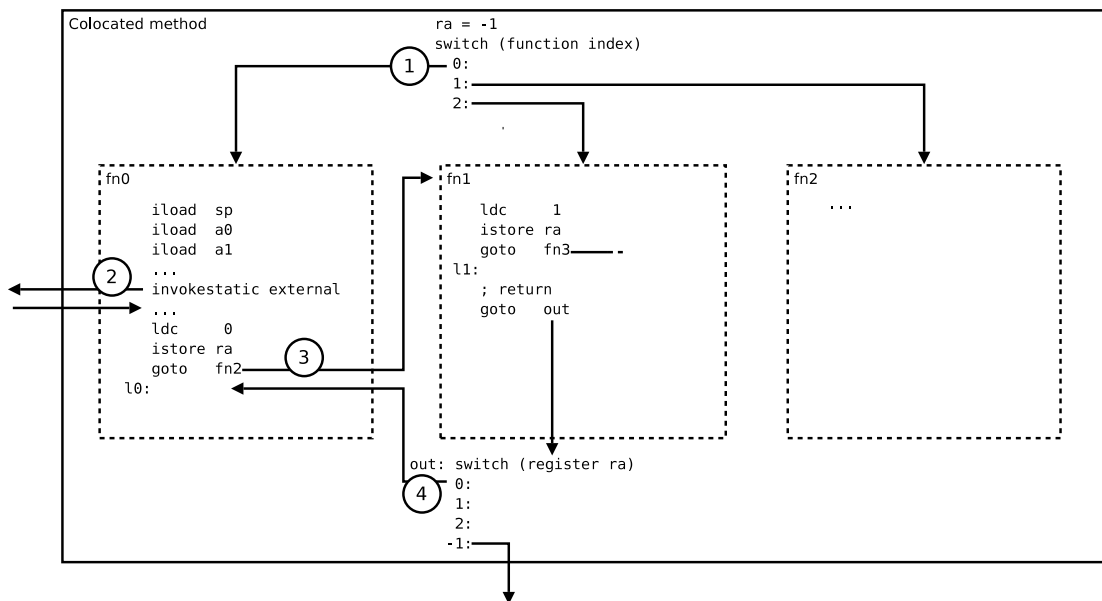 Colocated method
ra = -1
switch (function index)
1
0:
1:
2:
fn0
iload sp
iload a0
iload a1
...
2
invokestatic external
...
ldc 0
istore ra
3
goto fn2
l0:
fn1
ldc 1
istore ra
goto fn3
l1:
; return
goto out
fn2
...
out: switch (register ra)
4
0:
1:
2:
-1: